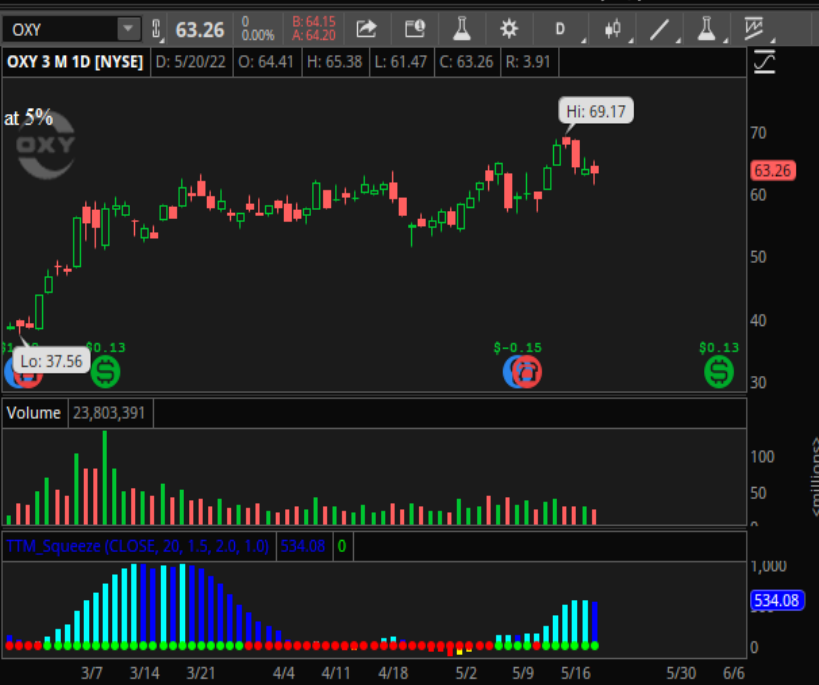 OXY
63.26
0
0.00%
B: 64.15
A: 64.20
D
OXY 3 M 1D [NYSE] D: 5/20/22 O: 64.41 H: 65.38 L: 61.47 C: 63.26 R: 3.91
at 5%
OXY
Hi: 69.17
70
63.26
60
50
40
$0.13 $-0.15 $0.13
Lo: 37.56
30
Volume 23,803,391
100
50
0
<millions>
TTM_Squeeze (CLOSE, 20, 1.5, 2.0, 1.0) 534.08 0
1,000
534.08
0
3/7 3/14 3/21 4/4 4/11 4/18 5/2 5/9 5/16 5/30 6/6